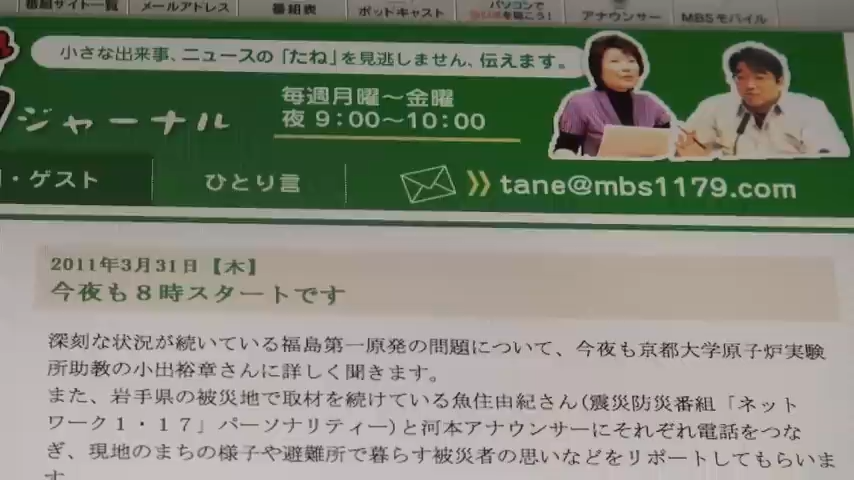 番組サイト一覧 メールアドレス 番組表 ポッドキャスト パソコンで を聴こう! アナウンサー MBSモバイル
小さな出来事、ニュースの「たね」を見逃しません、伝えます。
ジャーナル
毎週月曜～金曜
夜 9:00～10:00
・ゲスト ひとり言 tane@mbs1179.com
2011年3月31日【木】
今夜も8時スタートです
深刻な状況が続いている福島第一原発の問題について、今夜も京都大学原子炉実験
所助教の小出裕章さんに詳しく聞きます。
また、岩手県の被災地で取材を続けている魚住由紀さん(震災防災番組「ネット
ワーク1・17」パーソナリティー)と河本アナウンサーにそれぞれ電話をつな
ぎ、現地のまちの様子や避難所で暮らす被災者の思いなどをリポートしてもらいま
す